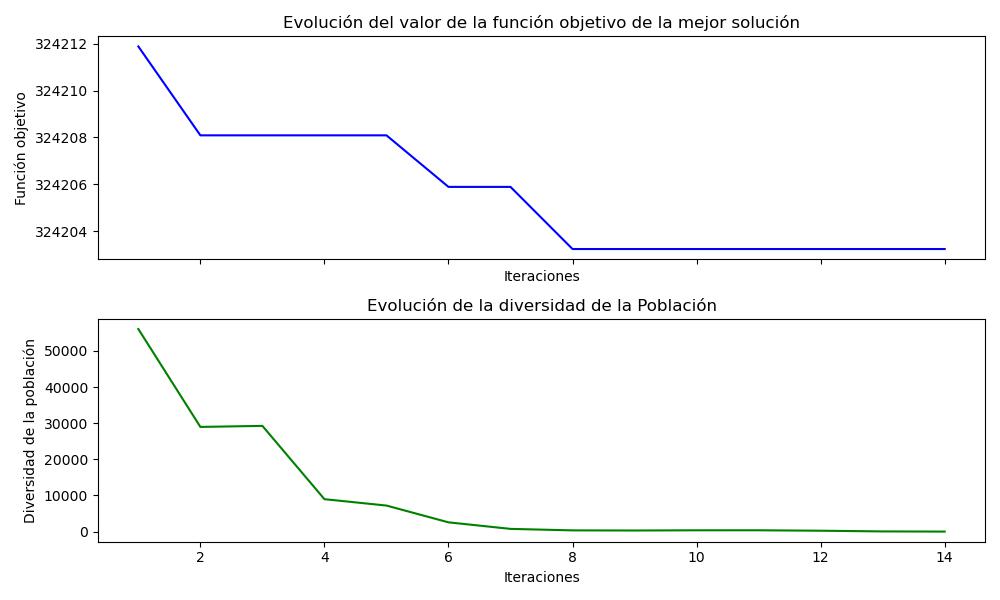 Evolución del valor de la función objetivo de la mejor solución
Función objetivo
324212
324210
324208
324206
324204
Iteraciones
Evolución de la diversidad de la Población
Diversidad de la población
50000
40000
30000
20000
10000
0
2 4 6 8 10 12 14
Iteraciones